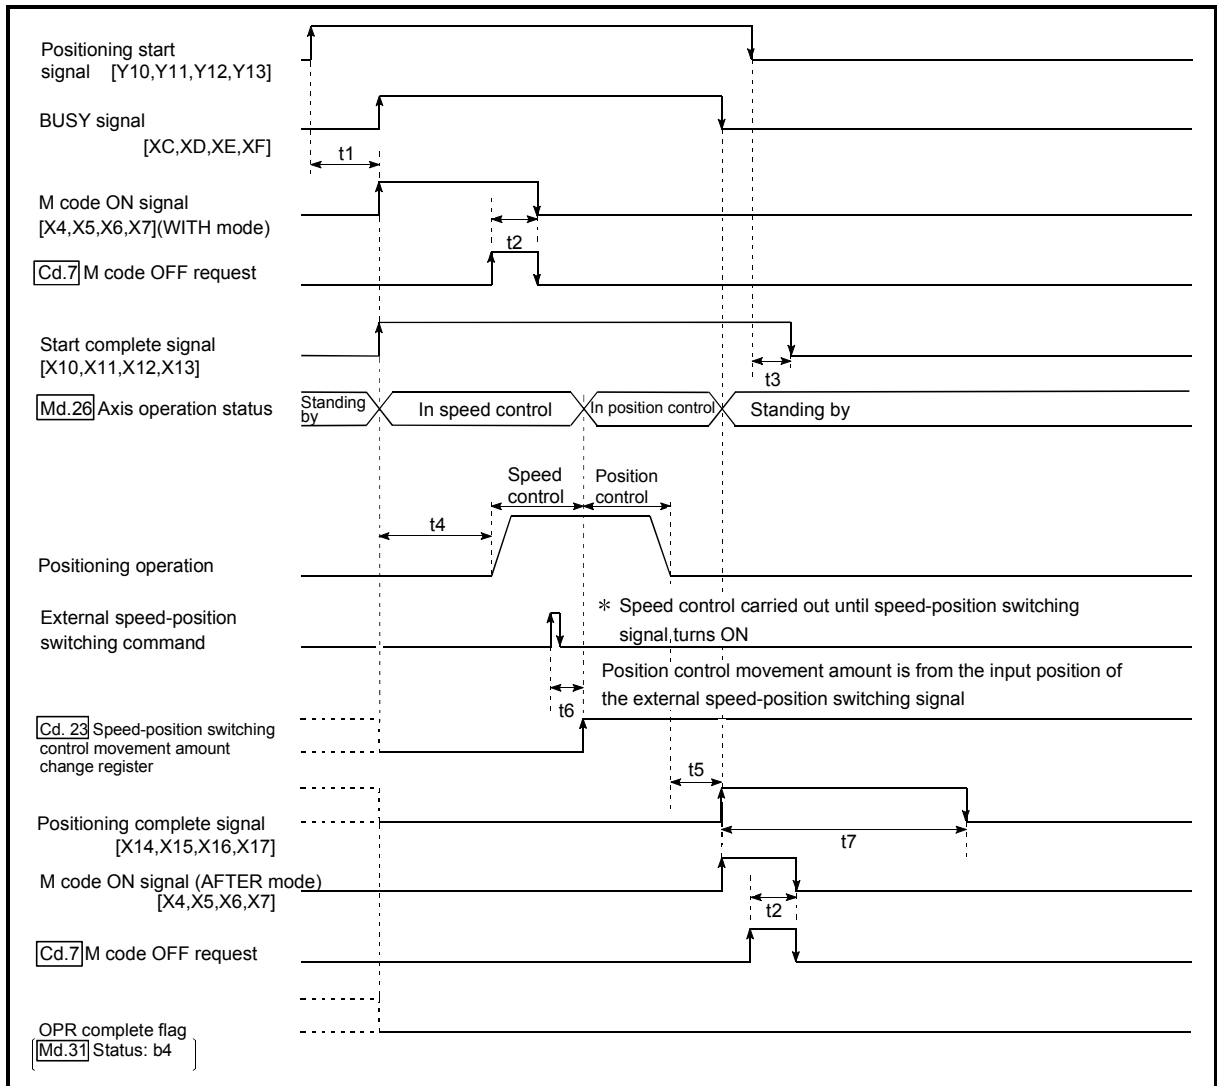 Positioning start
signal [Y10,Y11,Y12,Y13]
BUSY signal
[XC,XD,XE,XF]
t1
M code ON signal
[X4,X5,X6,X7](WITH mode)
t2
Cd.7 M code OFF request
Start complete signal
[X10,X11,X12,X13]
t3
Md.26 Axis operation status
Standing
by
In speed control
In position control
Standing by
Speed
control
Position
control
t4
Positioning operation
External speed-position
switching command
* Speed control carried out until speed-position switching
signal turns ON
Position control movement amount is from the input position of
the external speed-position switching signal
t6
Cd. 23 Speed-position switching
control movement amount
change register
t5
Positioning complete signal
[X14,X15,X16,X17]
t7
M code ON signal (AFTER mode)
[X4,X5,X6,X7]
t2
Cd.7 M code OFF request
OPR complete flag
Md.31 Status: b4